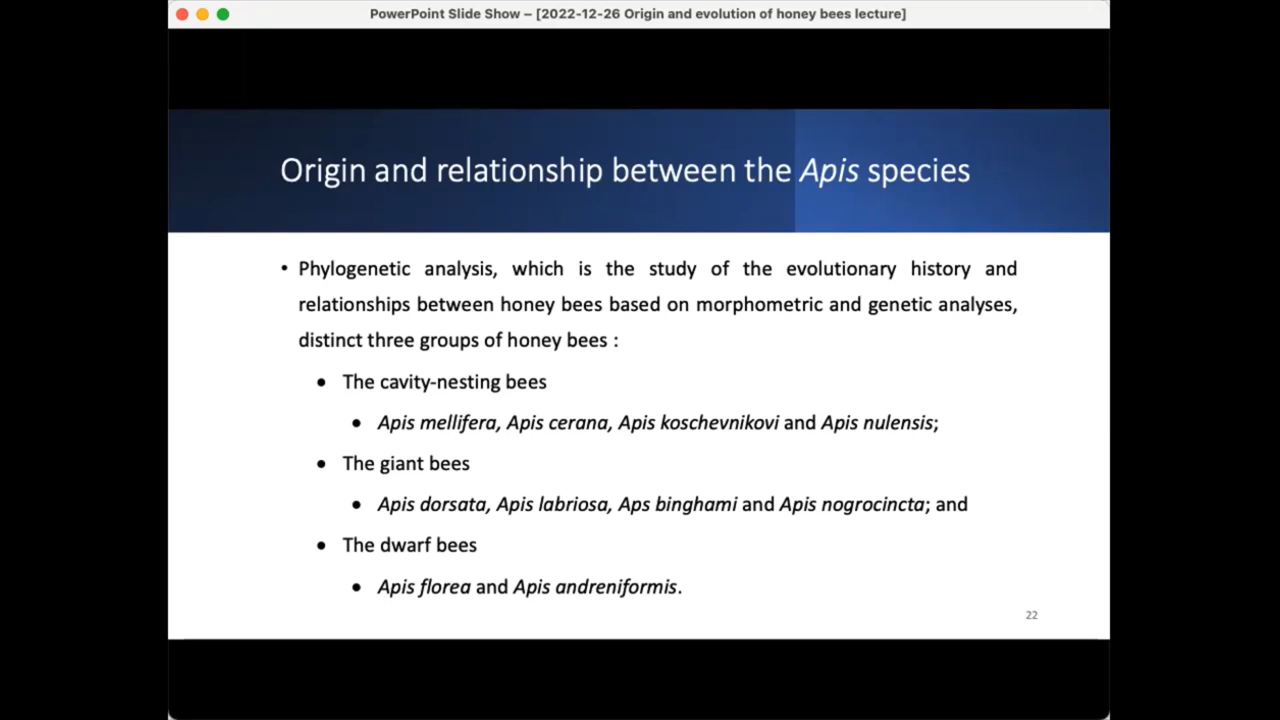 PowerPoint Slide Show – [2022-12-26 Origin and evolution of honey bees lecture]
Origin and relationship between the Apis species
• Phylogenetic analysis, which is the study of the evolutionary history and
relationships between honey bees based on morphometric and genetic analyses,
distinct three groups of honey bees :
• The cavity-nesting bees
• Apis mellifera, Apis cerana, Apis koschevnikovi and Apis nulensis;
• The giant bees
• Apis dorsata, Apis labriosa, Aps binghami and Apis nogrocincta; and
• The dwarf bees
• Apis florea and Apis andreniformis.
22